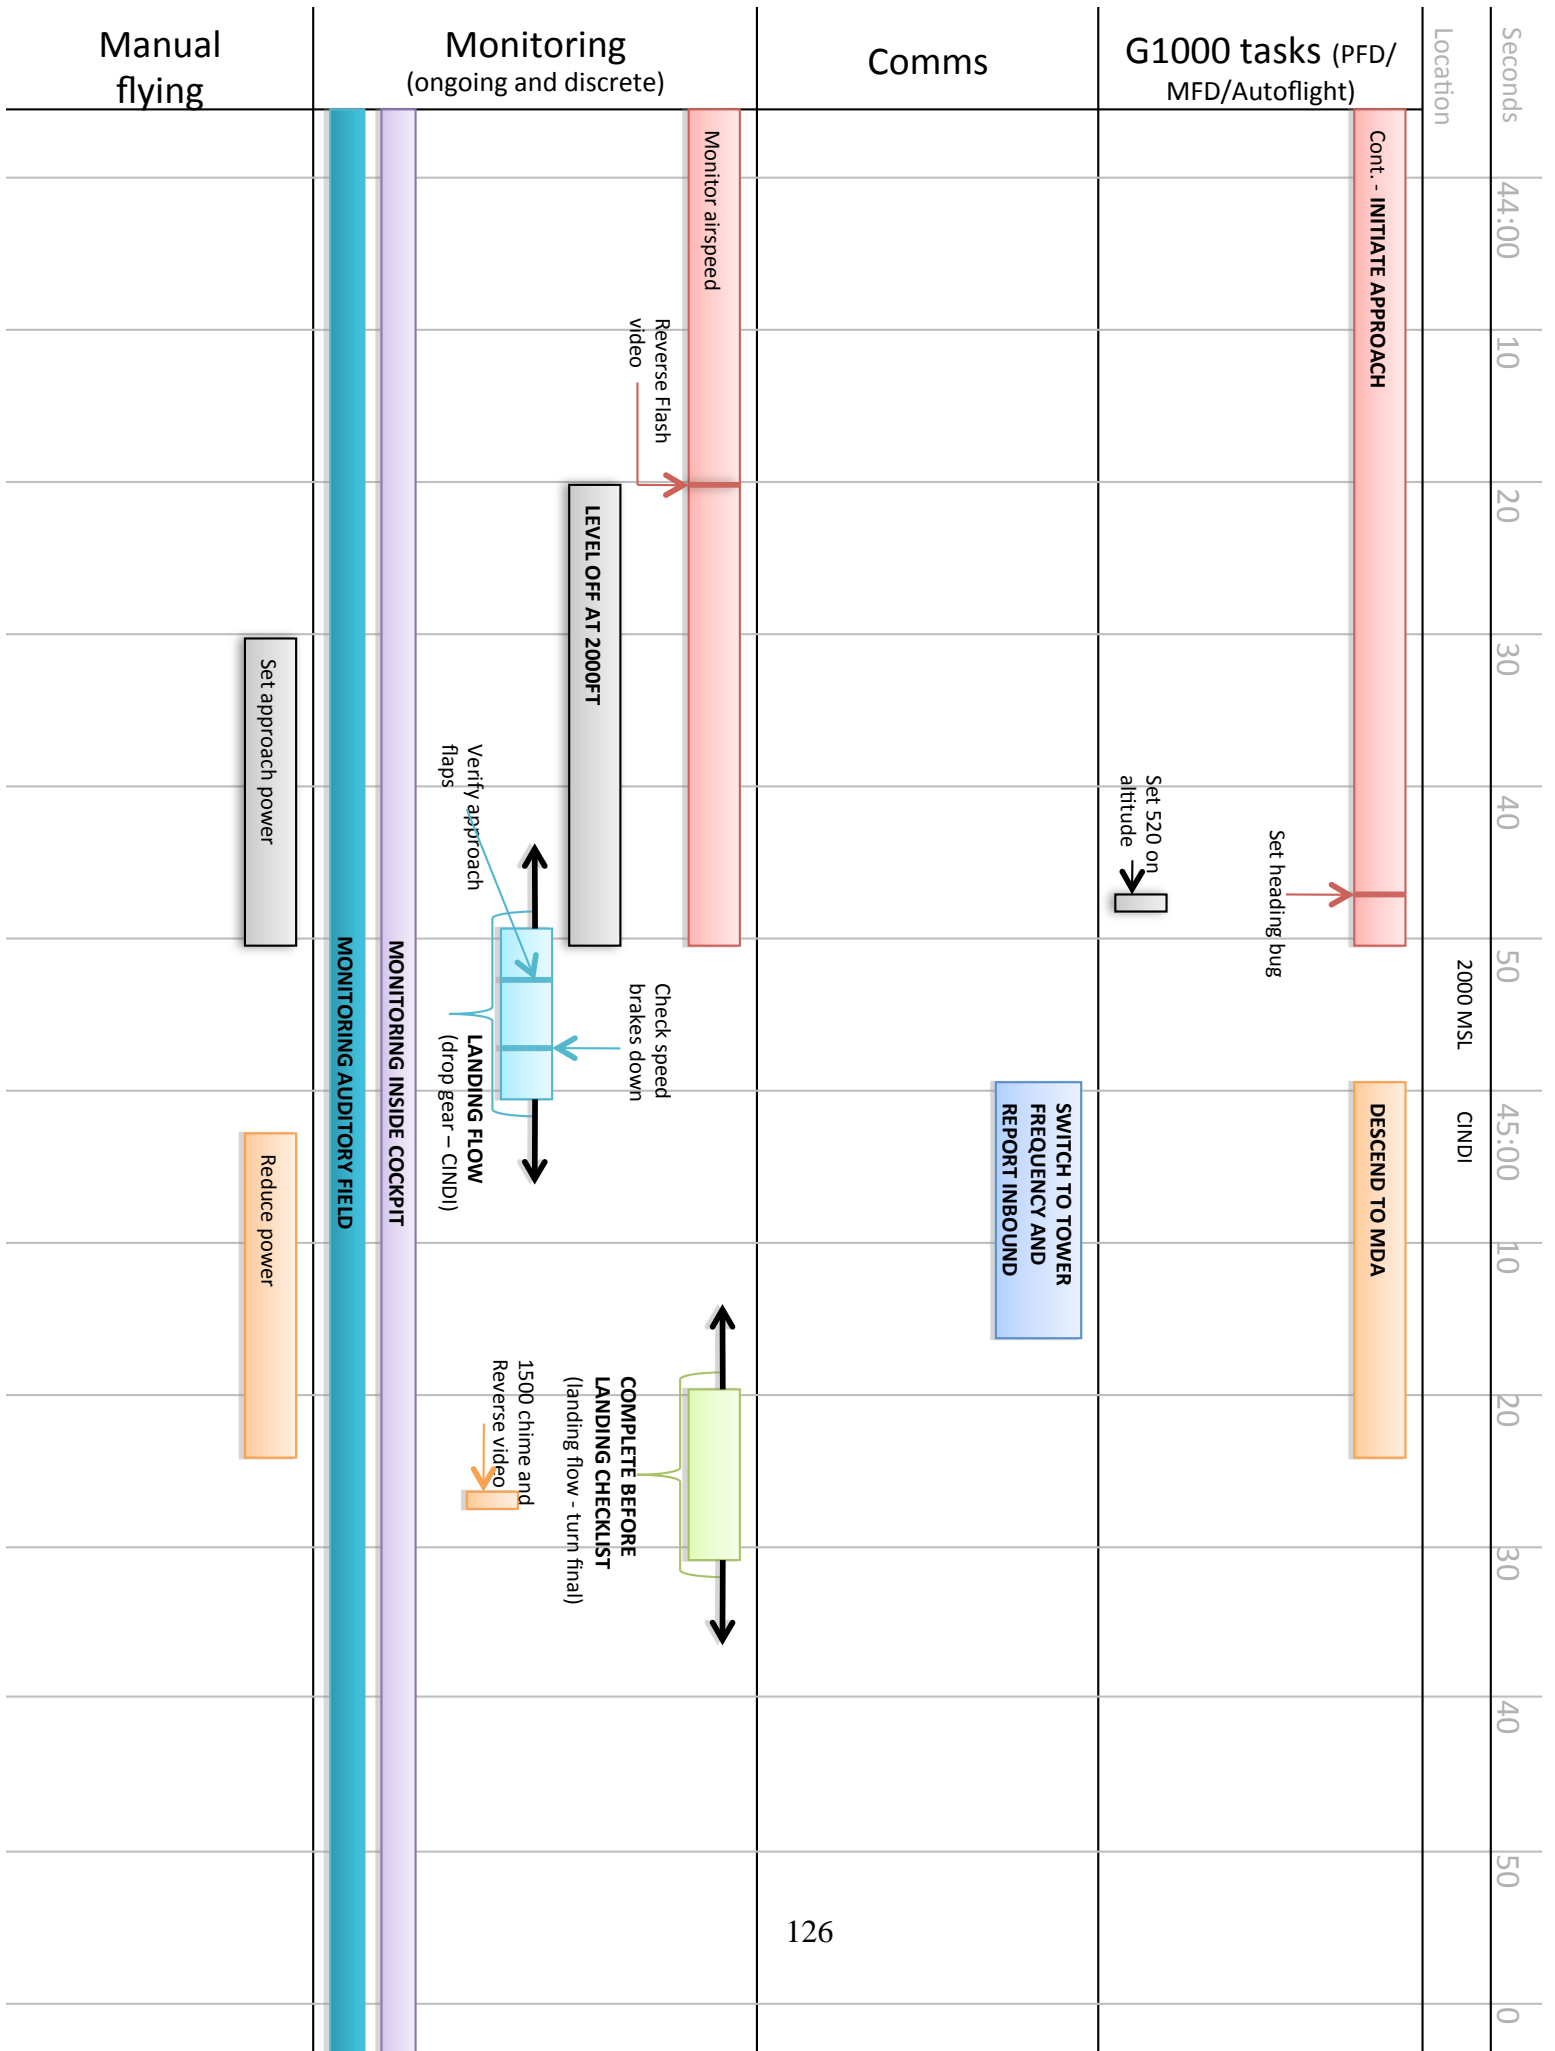 Seconds
44:00
10
20
30
40
50
45:00
10
20
30
40
50
0
Location
2000 MSL
CINDI
G1000 tasks (PFD/
MFD/Autoflight)
Cont. - INITIATE APPROACH
Set heading bug
Set 520 on
altitude
DESCEND TO MDA
Comms
SWITCH TO TOWER
FREQUENCY AND
REPORT INBOUND
Monitoring
(ongoing and discrete)
Monitor airspeed
Reverse Flash
video
LEVEL OFF AT 2000FT
Verify approach
flaps
Check speed
brakes down
LANDING FLOW
(drop gear – CINDI)
COMPLETE BEFORE
LANDING CHECKLIST
(landing flow - turn final)
1500 chime and
Reverse video
MONITORING INSIDE COCKPIT
MONITORING AUDITORY FIELD
Manual
flying
Set approach power
Reduce power
126